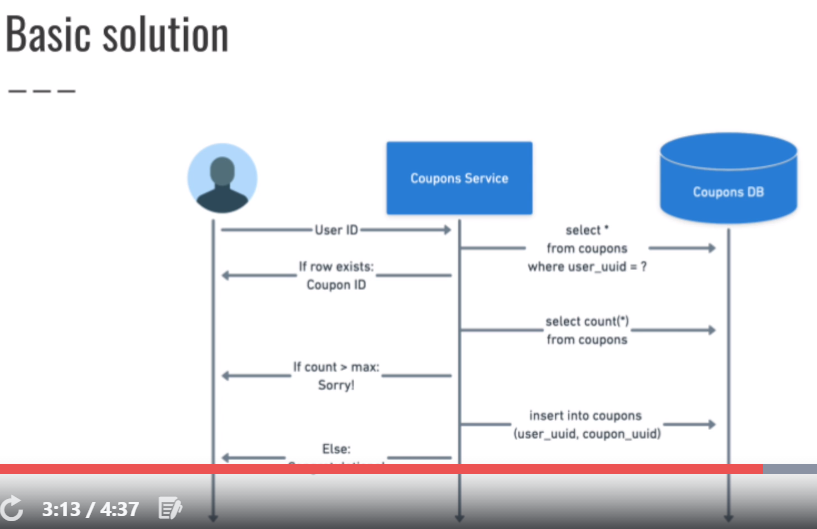 Basic solution
Coupons Service
Coupons DB
User ID
select *
from coupons
where user_uuid = ?
If row exists:
Coupon ID
select count(*)
from coupons
If count > max:
Sorry!
insert into coupons
(user_uuid, coupon_uuid)
Else:
3:13 / 4:37